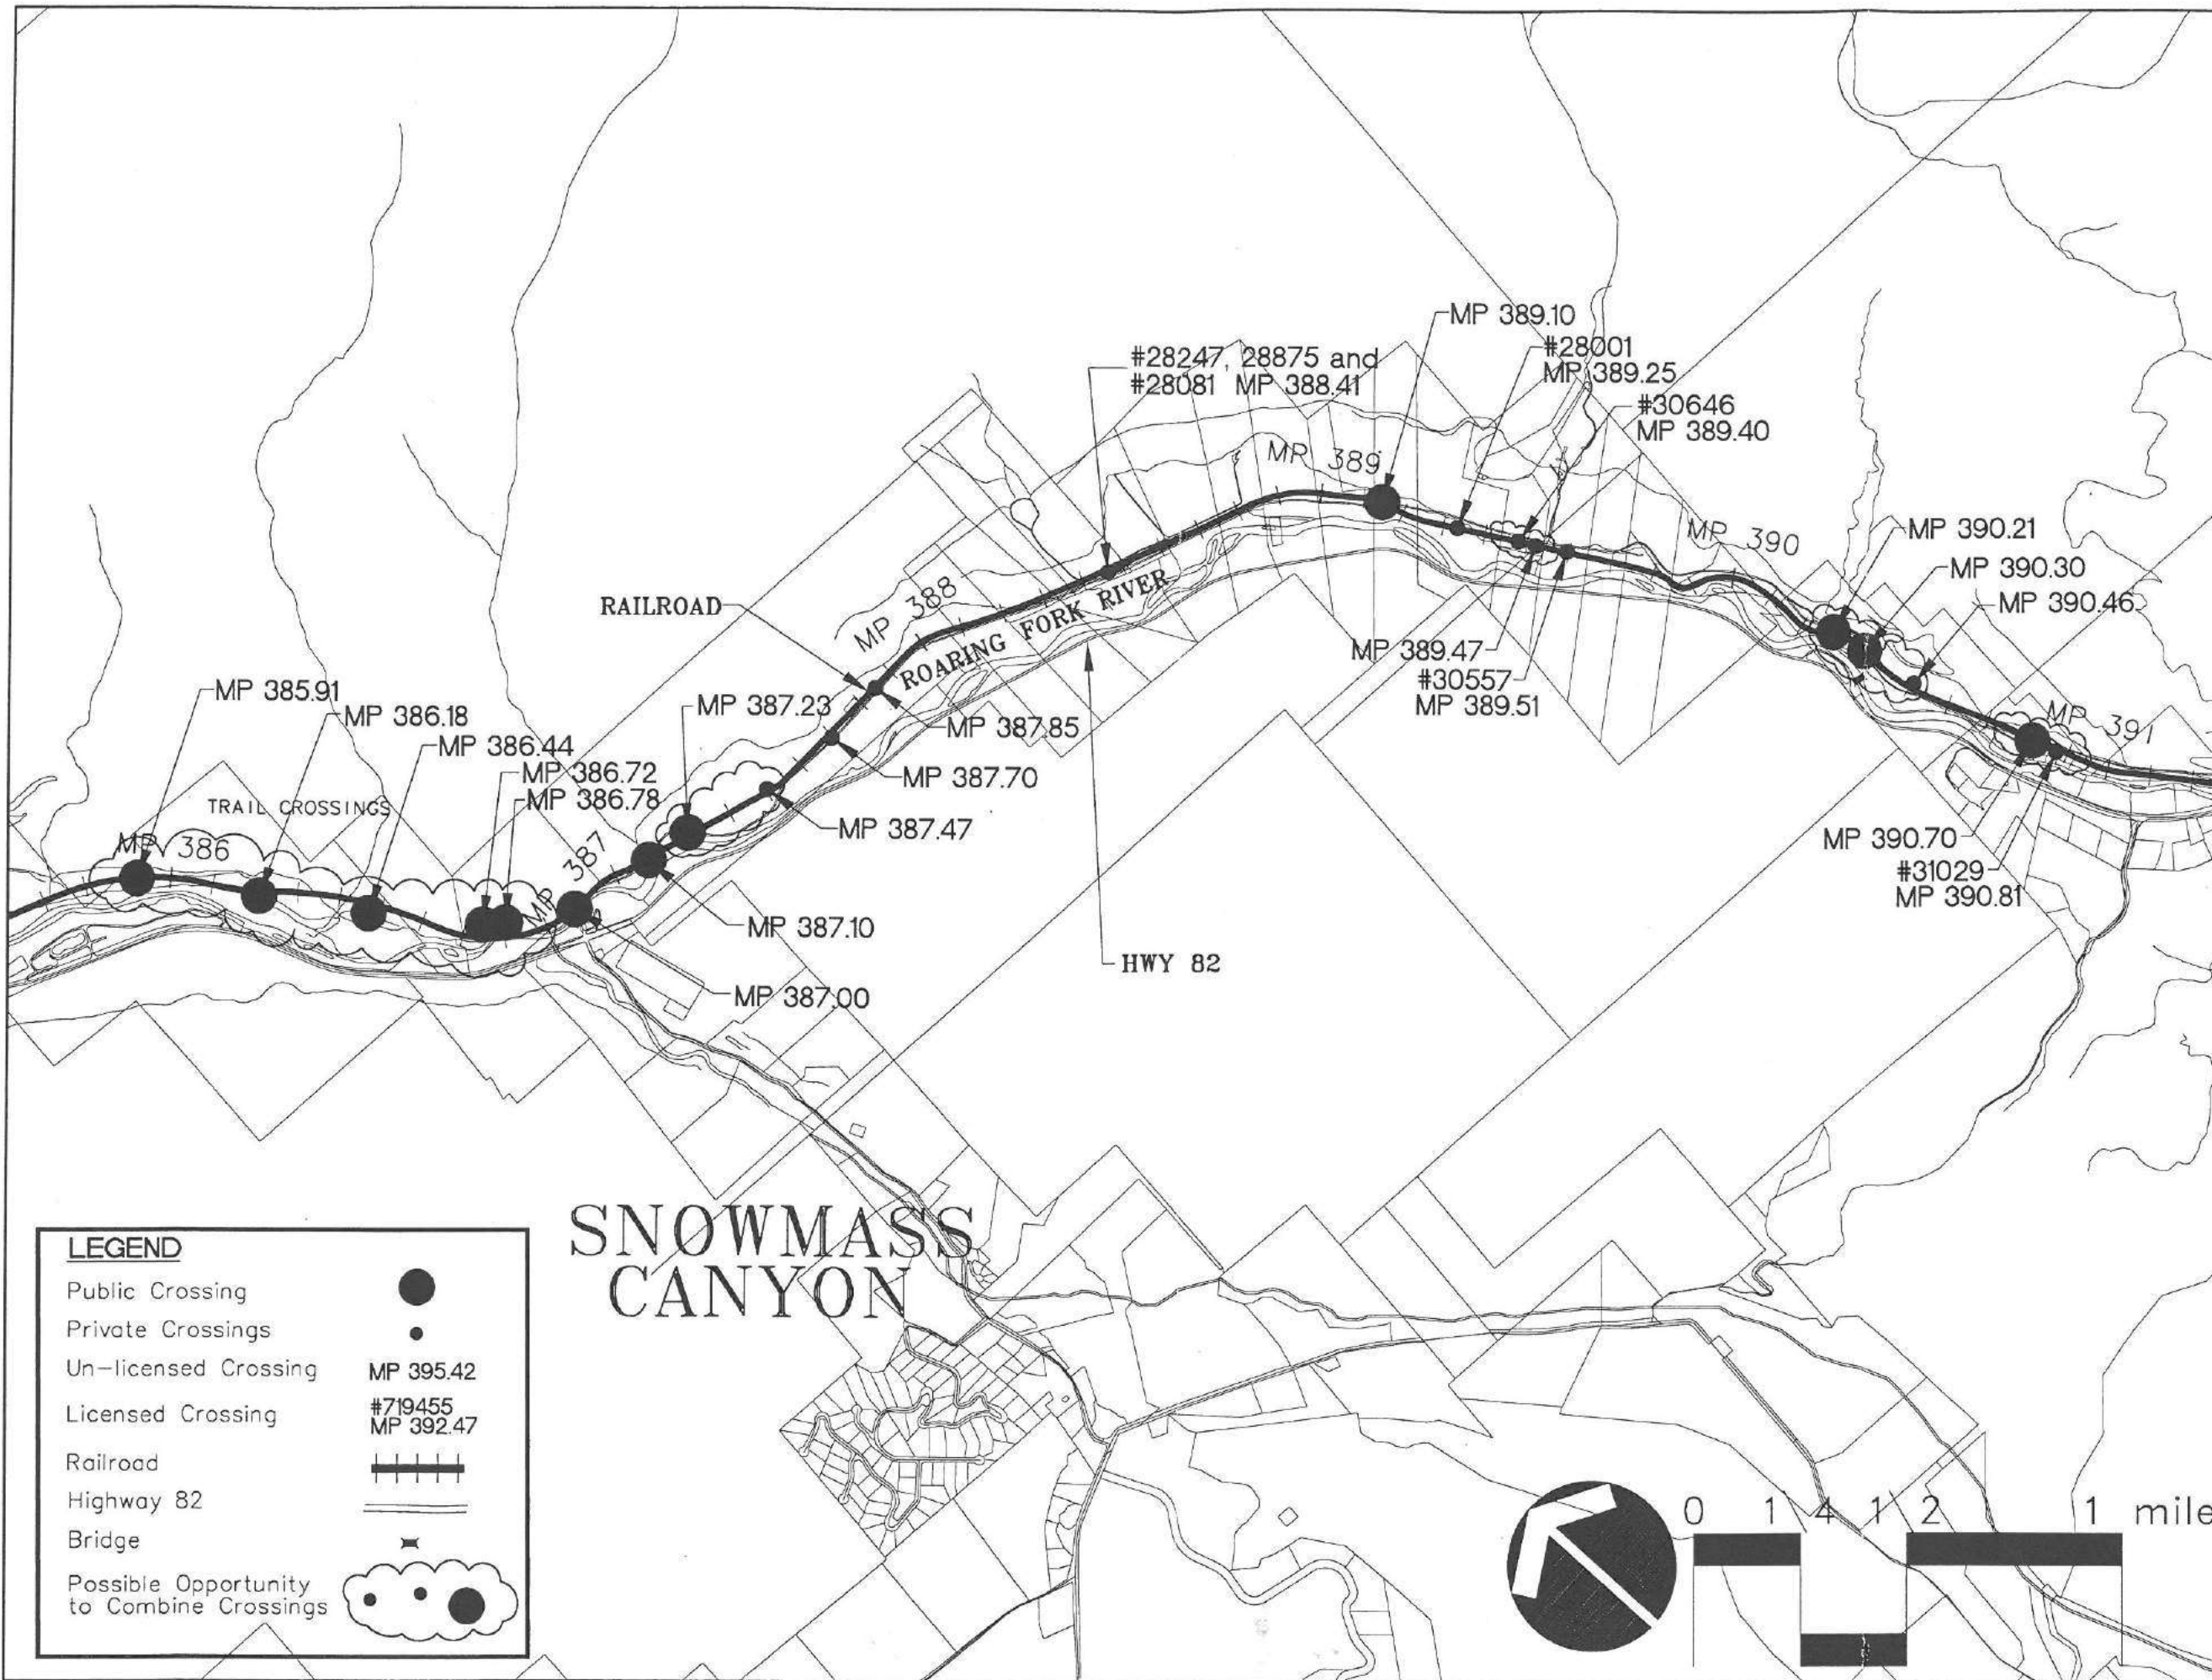 MP 389.10
#28247, 28875 and
#28081 MP 388.41
#28001
MP 389.25
#30646
MP 389.40
MP 389
MP 390
MP 390.21
MP 390.30
MP 390.46
RAILROAD
MP 388
ROARING FORK RIVER
MP 389.47
#30557
MP 389.51
MP 385.91
MP 386.18
MP 386.44
MP 386.72
MP 386.78
MP 387.23
MP 387.85
MP 387.70
MP 387.47
MP 391
TRAIL CROSSINGS
MP 386
MP 387
MP 390.70
#31029
MP 390.81
MP 387.10
HWY 82
MP 387.00
SNOWMASS
CANYON
LEGEND
Public Crossing
Private Crossings
Un-licensed Crossing MP 395.42
Licensed Crossing #719455
MP 392.47
Railroad
Highway 82
Bridge
Possible Opportunity
to Combine Crossings
0 1 4 1 2 1 mile